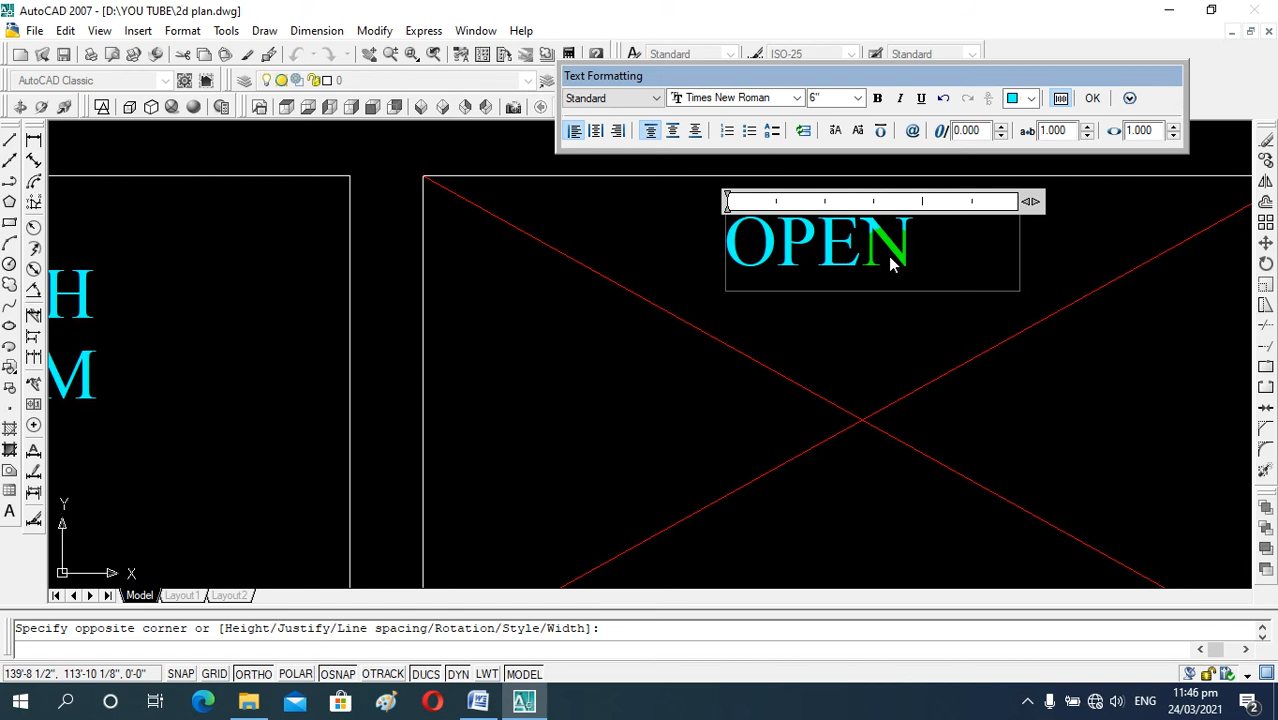 AutoCAD 2007 - [D:\YOU TUBE\2d plan.dwg]
File Edit View Insert Format Tools Draw Dimension Modify Express Window Help
Standard ISO-25 Standard
AutoCAD Classic 0
Text Formatting
Standard Times New Roman 6" B I U OK
@ 0/ 0.000 a+b 1.000 1.000
OPEN
H
M
Y
X
Model Layout1 Layout2
Specify opposite corner or [Height/Justify/Line spacing/Rotation/Style/Width]:
139'-8 1/2", 113'-10 1/8", 0'-0" SNAP GRID ORTHO POLAR OSNAP OTRACK DUCS DYN LWT MODEL
ENG 11:46 pm
24/03/2021 2